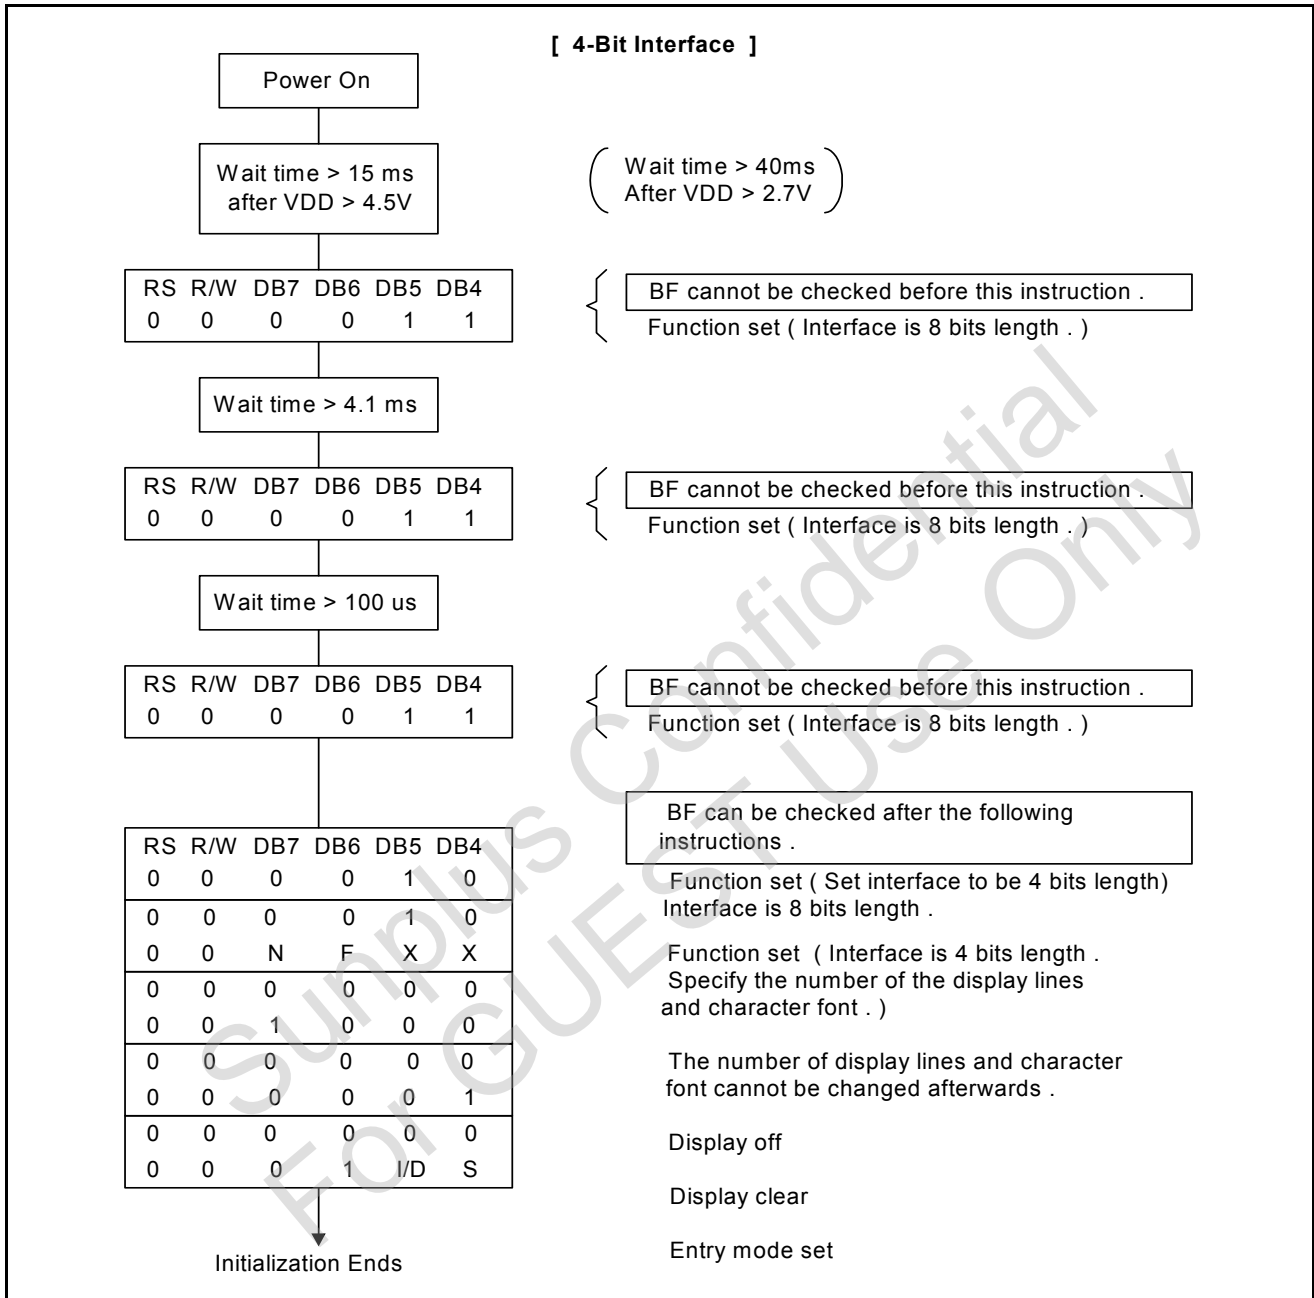 [ 4-Bit Interface ]
Power On
Wait time > 15 ms
after VDD > 4.5V
Wait time > 40ms
After VDD > 2.7V
RS R/W DB7 DB6 DB5 DB4
0 0 0 0 1 1
BF cannot be checked before this instruction .
Function set ( Interface is 8 bits length . )
Wait time > 4.1 ms
RS R/W DB7 DB6 DB5 DB4
0 0 0 0 1 1
BF cannot be checked before this instruction .
Function set ( Interface is 8 bits length . )
Wait time > 100 us
RS R/W DB7 DB6 DB5 DB4
0 0 0 0 1 1
BF cannot be checked before this instruction .
Function set ( Interface is 8 bits length . )
RS R/W DB7 DB6 DB5 DB4
0 0 0 0 1 0
0 0 0 0 1 0
0 0 N F X X
0 0 0 0 0 0
0 0 1 0 0 0
0 0 0 0 0 0
0 0 0 0 0 1
0 0 0 0 0 0
0 0 0 1 I/D S
Initialization Ends
BF can be checked after the following
instructions .
Function set ( Set interface to be 4 bits length)
Interface is 8 bits length .
Function set ( Interface is 4 bits length .
Specify the number of the display lines
and character font . )
The number of display lines and character
font cannot be changed afterwards .
Display off
Display clear
Entry mode set
Sunplus Confidential
For GUEST Use Only